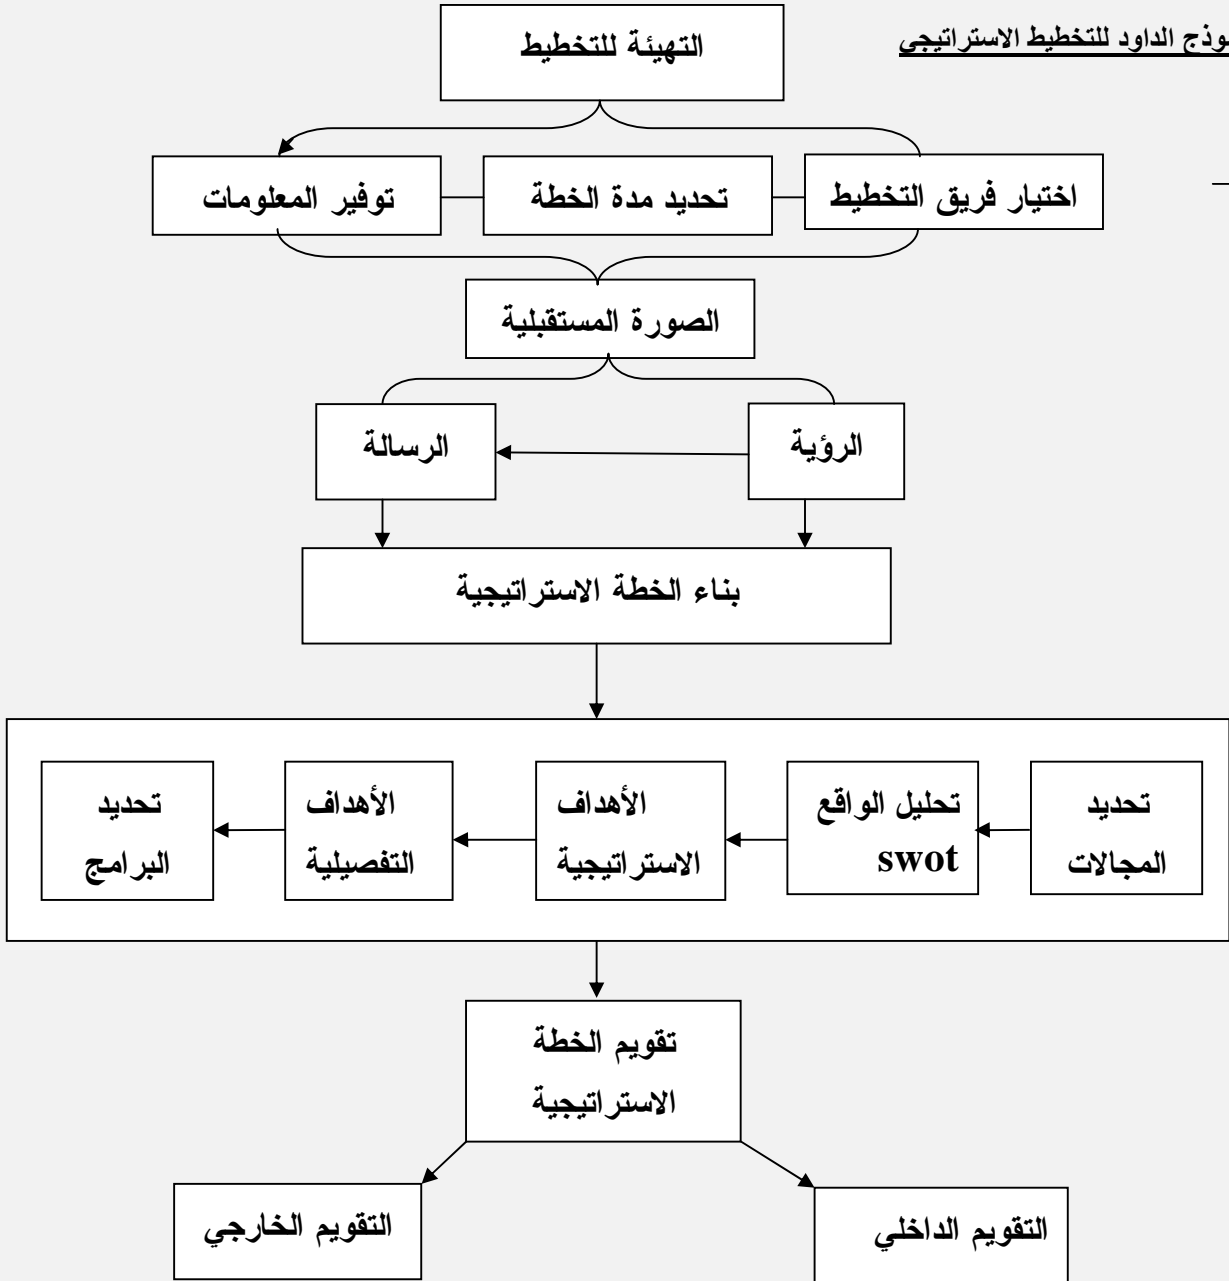 وذج الداود للتخطيط الاستراتيجي
التهيئة للتخطيط
اختيار فريق التخطيط
تحديد مدة الخطة
توفير المعلومات
الصورة المستقبلية
الرؤية
الرسالة
بناء الخطة الاستراتيجية
تحديد
المجالات
تحليل الواقع
swot
الأهداف
الاستراتيجية
الأهداف
التفصيلية
تحديد
البرامج
تقويم الخطة
الاستراتيجية
التقويم الداخلي
التقويم الخارجي